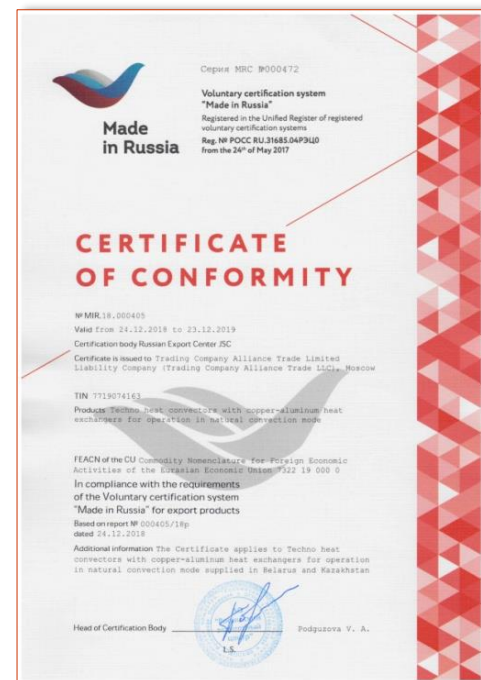 Серия МRC №000472
Made
in Russia
Voluntary certification system
"Made in Russia"
Registered in the Unified Register of registered
voluntary certification systems
Reg. № РОСС RU.31685.04РЭЦ0
from the 24th of May 2017
CERTIFICATE
OF CONFORMITY
№ MIR.18.000405
Valid from 24.12.2018 to 23.12.2019
Certification body Russian Export Center JSC
Certificate is issued to Trading Company Alliance Trade Limited
Liability Company (Trading Company Alliance Trade LLC), Moscow
TIN 7719074163
Products Techno heat convectors with copper-aluminum heat
exchangers for operation in natural convection mode
FEACN of the CU Commodity Nomenclature for Foreign Economic
Activities of the Eurasian Economic Union 7322 19 000 0
In compliance with the requirements
of the Voluntary certification system
"Made in Russia" for export products
Based on report № 000405/18р
dated 24.12.2018
Additional information The Certificate applies to Techno heat
convectors with copper-aluminum heat exchangers for operation
in natural convection mode supplied in Belarus and Kazakhstan
Head of Certification Body
Podguzova V. A.
L.S.